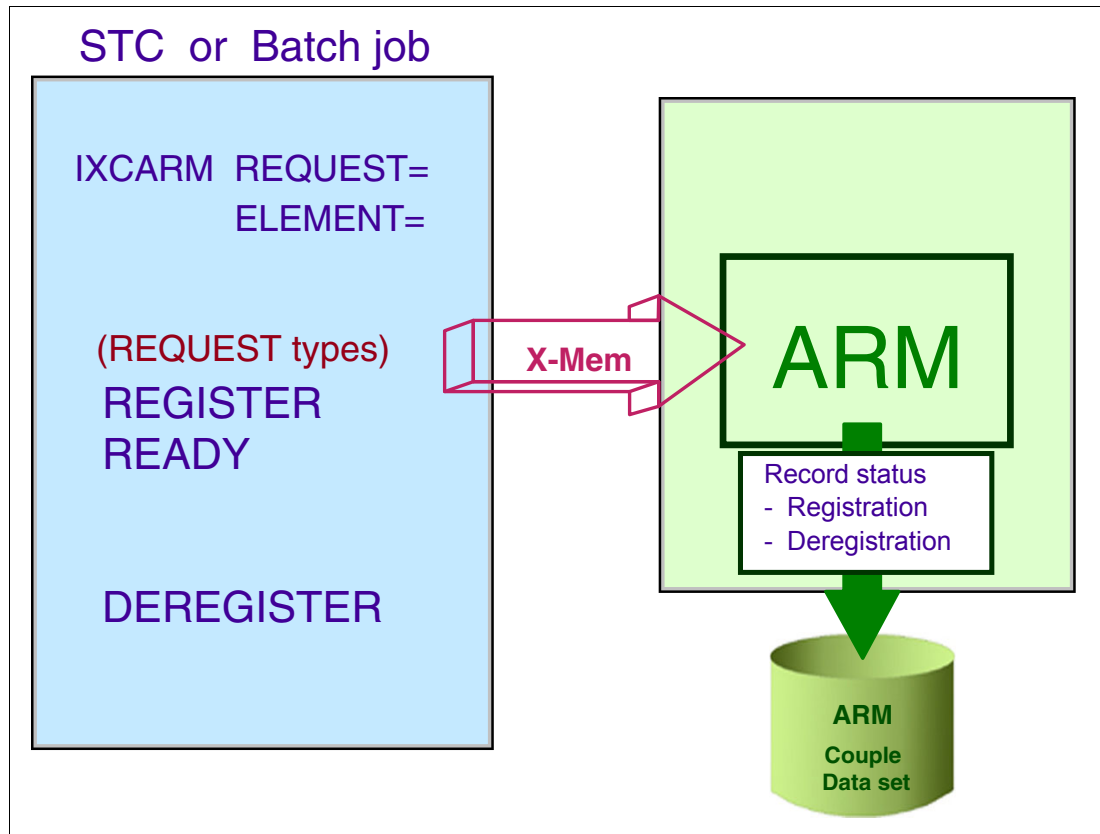 STC or Batch job
IXCARM REQUEST=
ELEMENT=
(REQUEST types)
REGISTER
READY
DEREGISTER
X-Mem
ARM
Record status
- Registration
- Deregistration
ARM
Couple
Data set